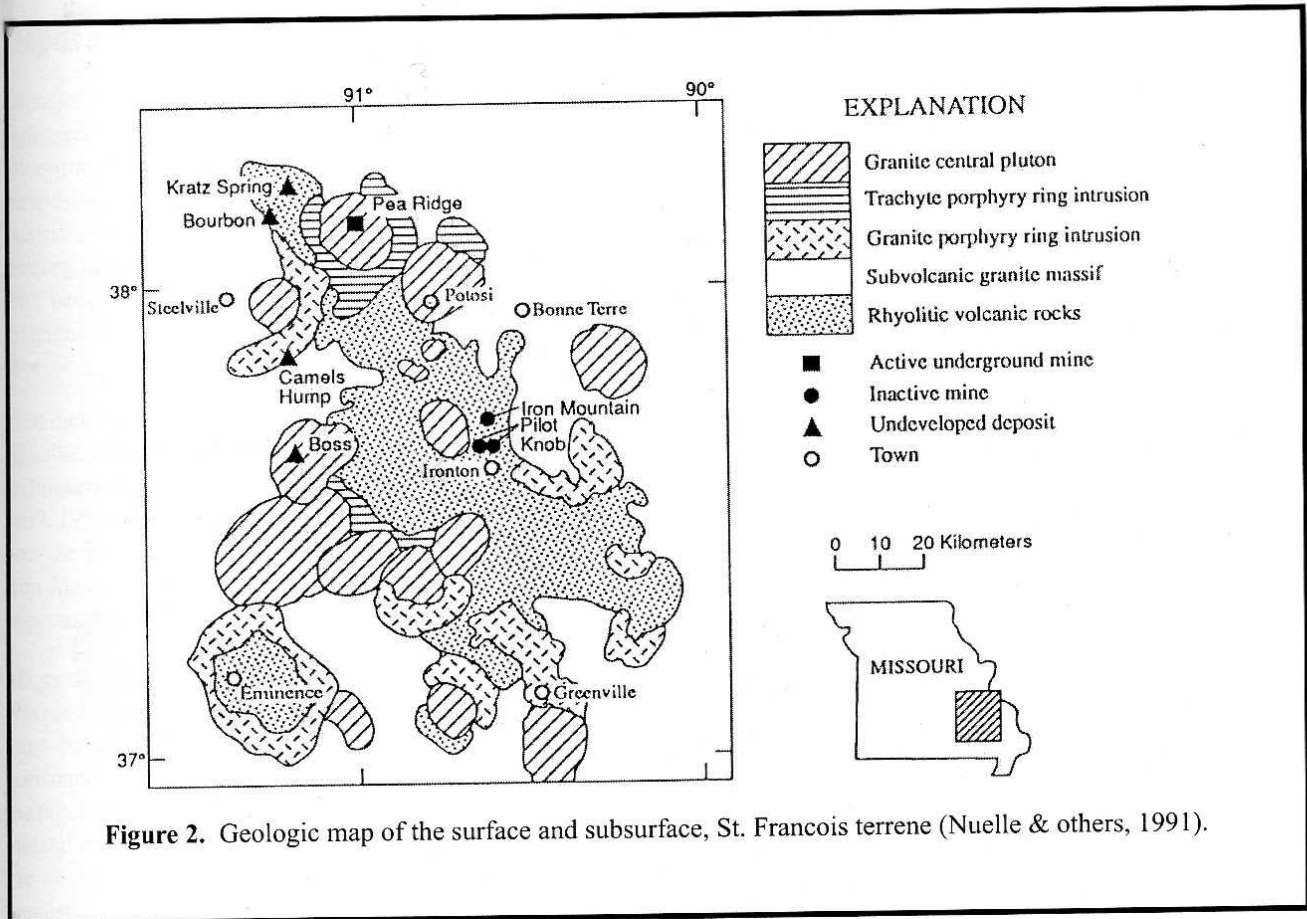 91°
90°
EXPLANATION
Granite central pluton
Trachyte porphyry ring intrusion
Granite porphyry ring intrusion
Subvolcanic granite massif
Rhyolitic volcanic rocks
Active underground mine
Inactive mine
Undeveloped deposit
Town
Kratz Spring
Bourbon
Pea Ridge
38°
Steelville
Potosi
Bonne Terre
Camels
Hump
Iron Mountain
Pilot
Knob
Boss
Ironton
Eminence
Greenville
37°
0 10 20 Kilometers
MISSOURI
Figure 2. Geologic map of the surface and subsurface, St. Francois terrene (Nuelle & others, 1991).